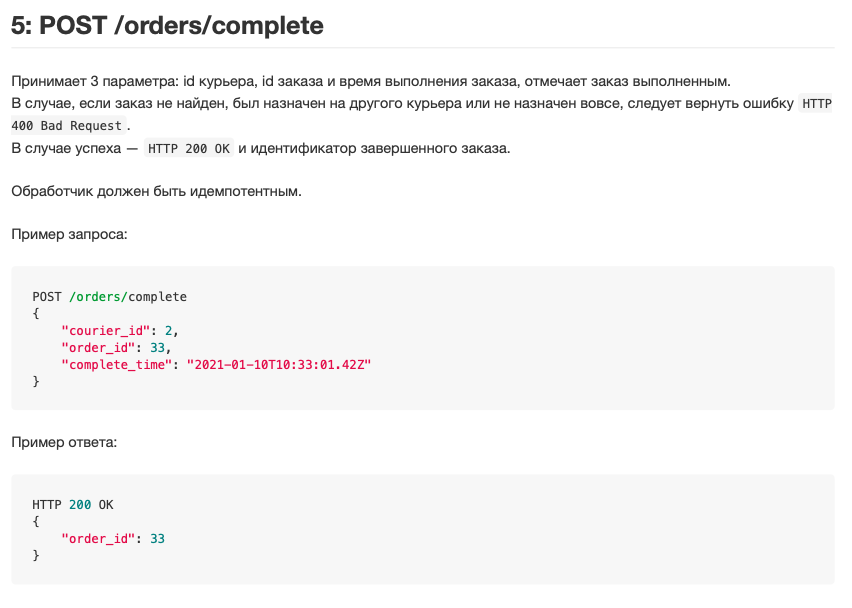 5: POST /orders/complete
Принимает 3 параметра: id курьера, id заказа и время выполнения заказа, отмечает заказ выполненным.
В случае, если заказ не найден, был назначен на другого курьера или не назначен вовсе, следует вернуть ошибку HTTP
400 Bad Request.
В случае успеха — HTTP 200 OK и идентификатор завершенного заказа.
Обработчик должен быть идемпотентным.
Пример запроса:
POST /orders/complete
{
"courier_id": 2,
"order_id": 33,
"complete_time": "2021-01-10T10:33:01.42Z"
}
Пример ответа:
HTTP 200 OK
{
"order_id": 33
}